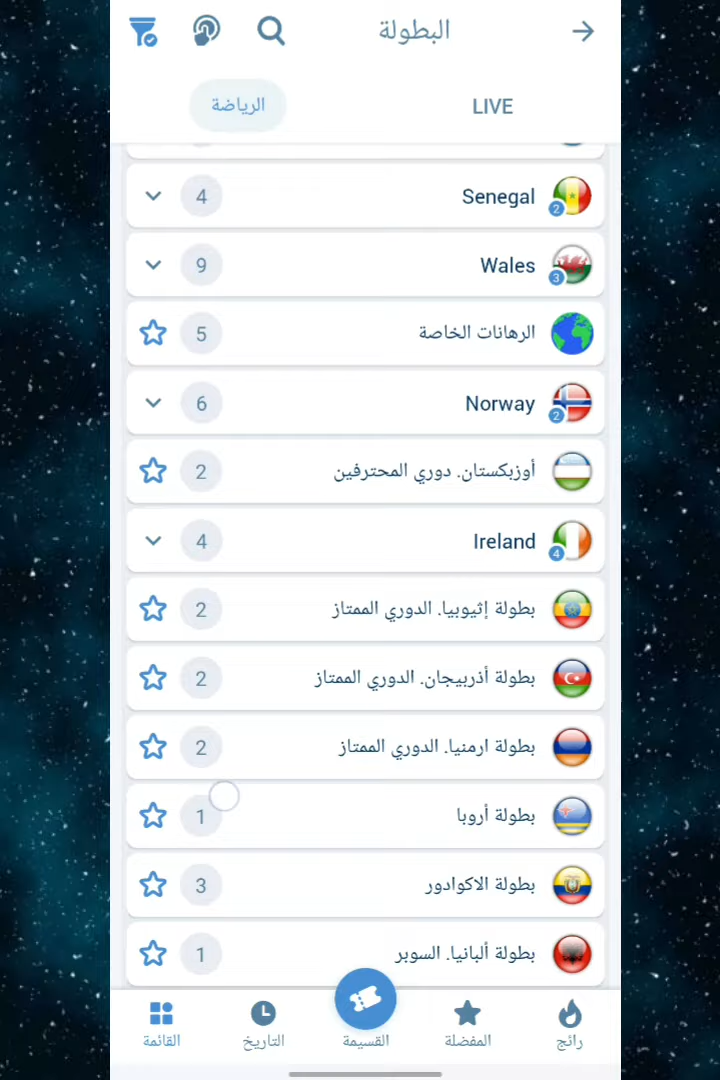 البطولة
LIVE
الرياضة
Senegal 2 4
Wales 3 9
الرهانات الخاصة 5
Norway 2 6
أوزبكستان. دوري المحترفين 2
Ireland 4 4
بطولة إثيوبيا. الدوري الممتاز 2
بطولة أذربيجان. الدوري الممتاز 2
بطولة ارمنيا. الدوري الممتاز 2
بطولة أروبا 1
بطولة الاكوادور 3
بطولة ألبانيا. السوبر 1
رائج المفضلة القسيمة التاريخ القائمة